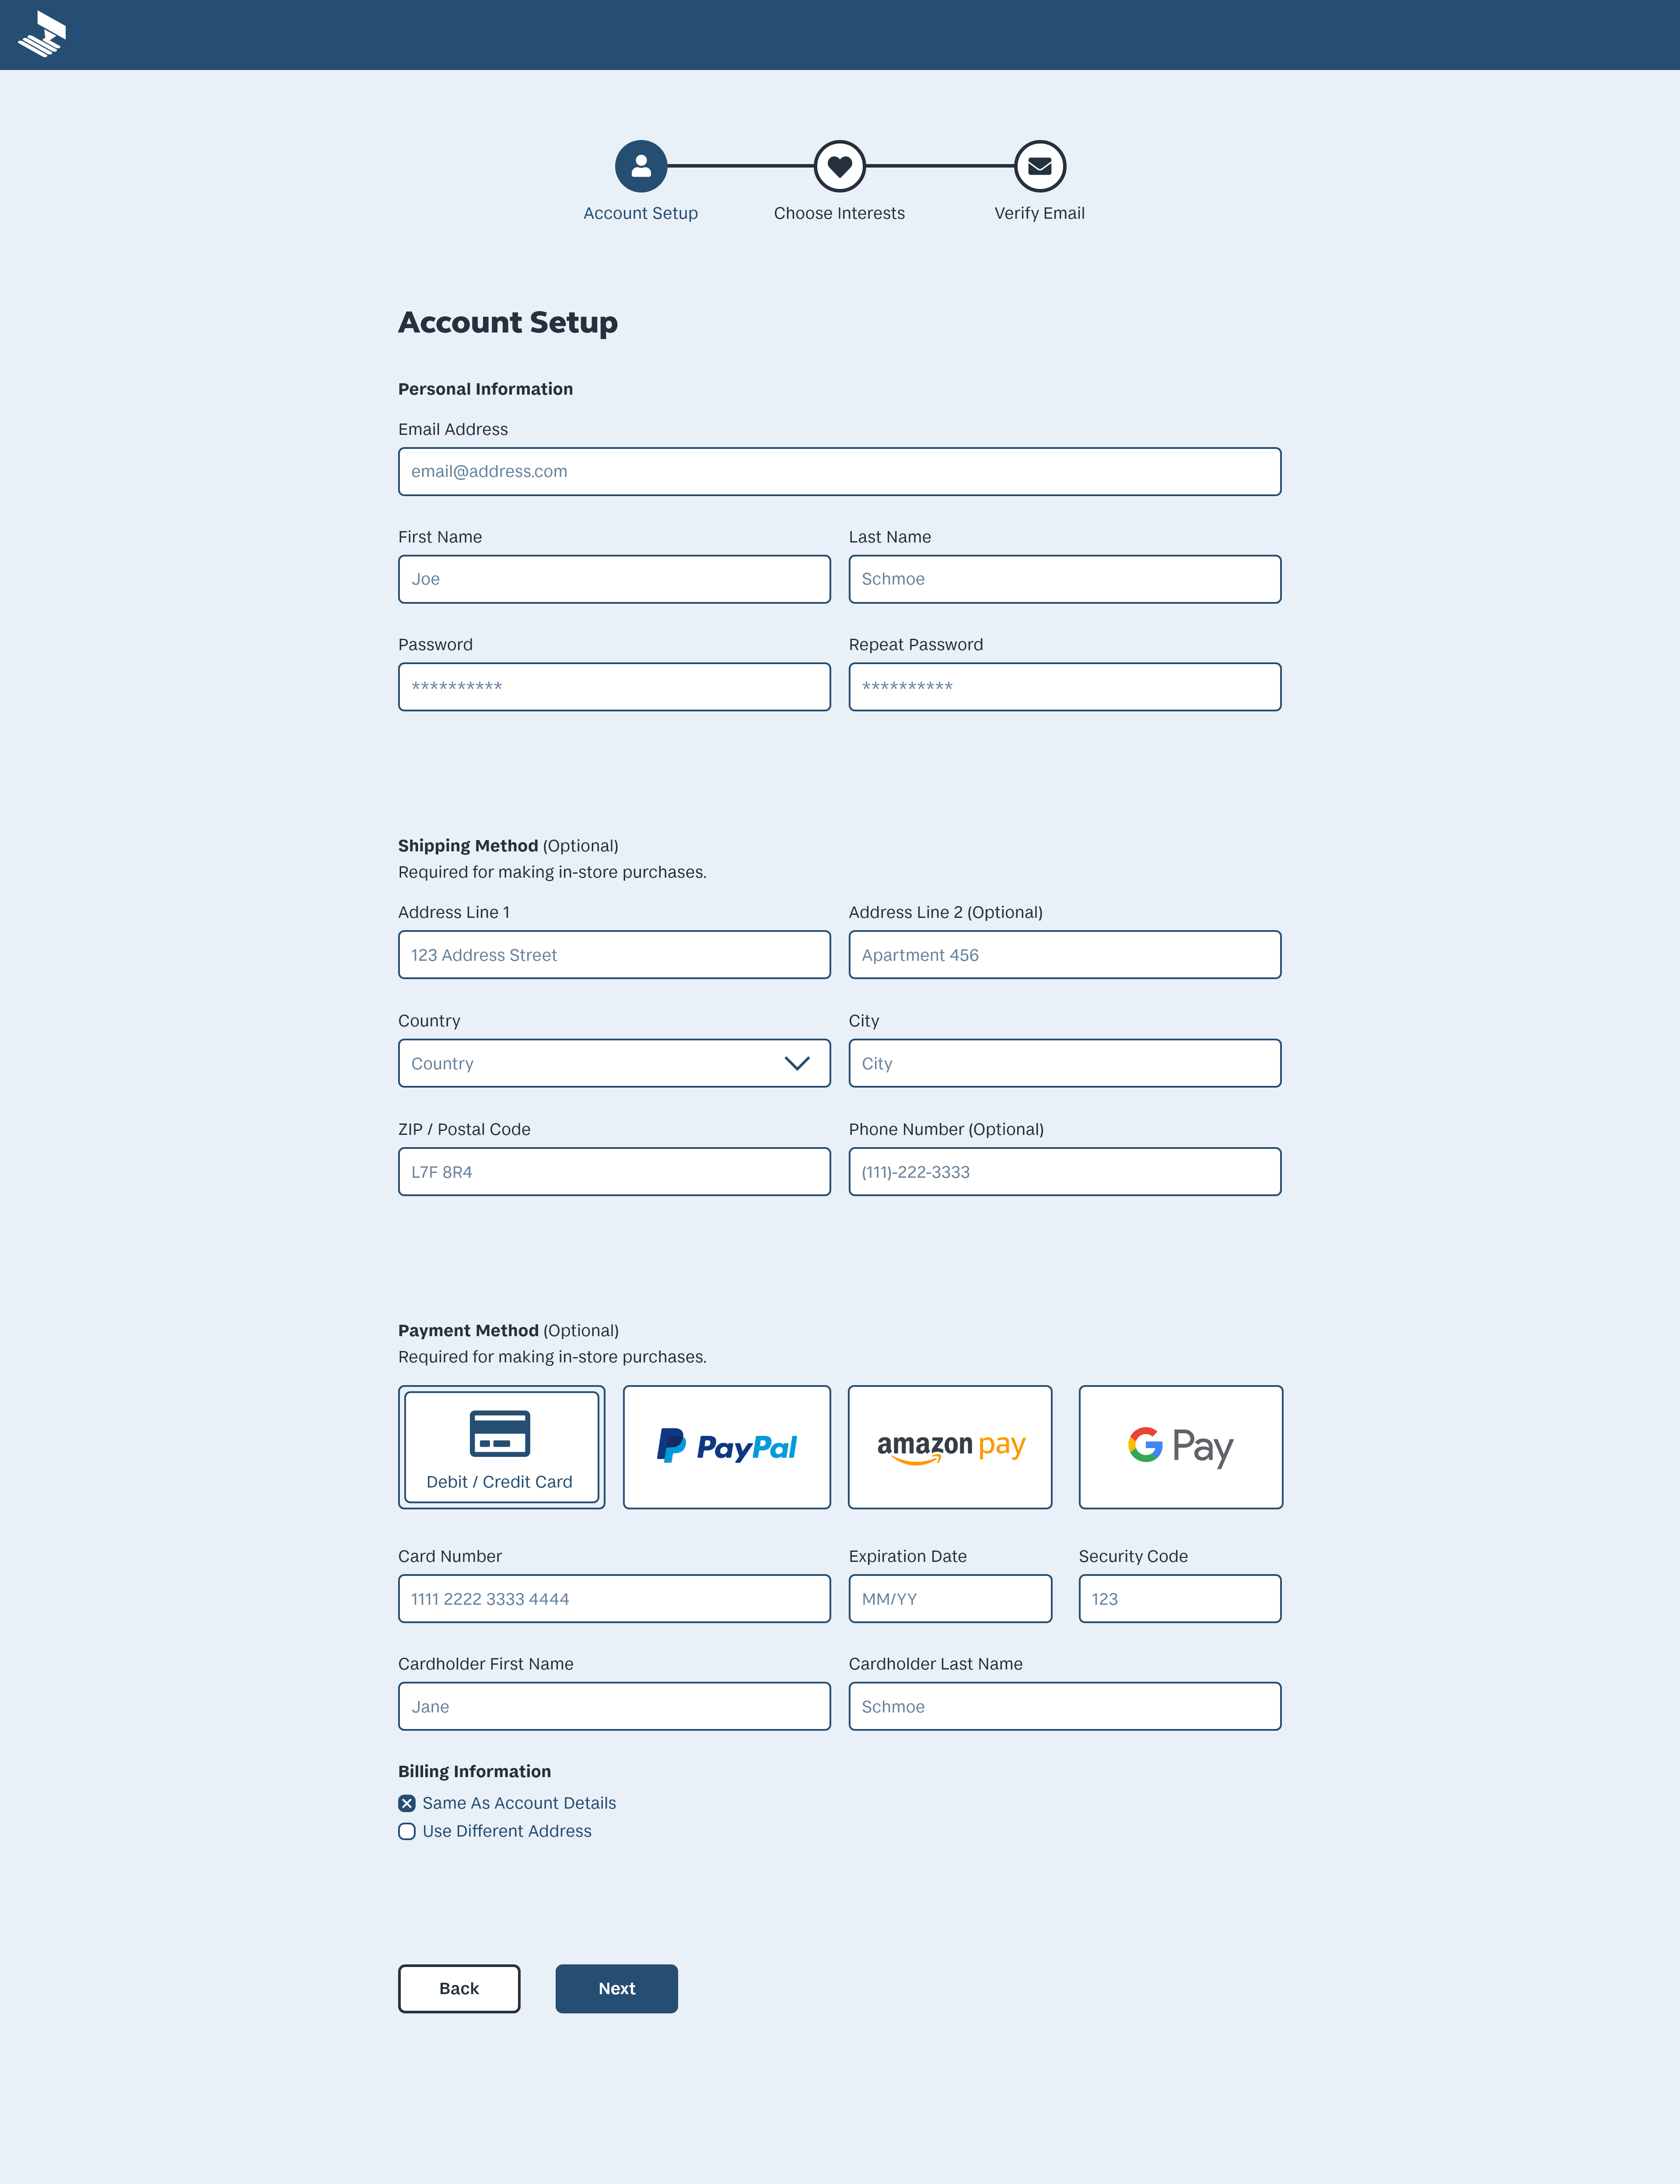 Account Setup
Choose Interests
Verify Email
Account Setup
Personal Information
Email Address
email@address.com
First Name
Last Name
Joe
Schmoe
Password
Repeat Password
**********
**********
Shipping Method (Optional)
Required for making in-store purchases.
Address Line 1
Address Line 2 (Optional)
123 Address Street
Apartment 456
Country
City
Country
City
ZIP / Postal Code
Phone Number (Optional)
L7F 8R4
(111)-222-3333
Payment Method (Optional)
Required for making in-store purchases.
Debit / Credit Card
PayPal
amazon pay
G Pay
Card Number
Expiration Date
Security Code
1111 2222 3333 4444
MM/YY
123
Cardholder First Name
Cardholder Last Name
Jane
Schmoe
Billing Information
Same As Account Details
Use Different Address
Back
Next